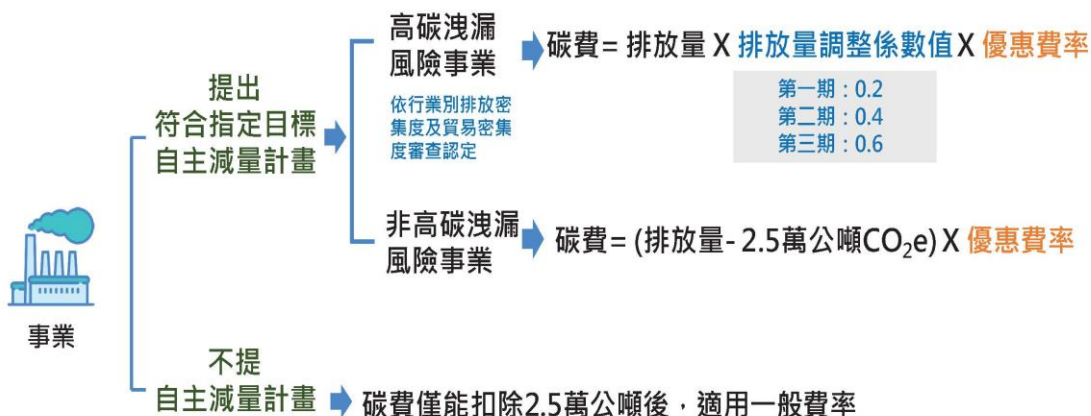 事業
提出
符合指定目標
自主減量計畫
高碳洩漏
風險事業
依行業別排放密
集度及貿易密集
度審查認定
碳費= 排放量 X 排放量調整係數值 X 優惠費率
第一期：0.2
第二期：0.4
第三期：0.6
非高碳洩漏
風險事業
碳費= (排放量- 2.5萬公噸CO₂e) X 優惠費率
不提
自主減量計畫
碳費僅能扣除2.5萬公噸後，適用一般費率